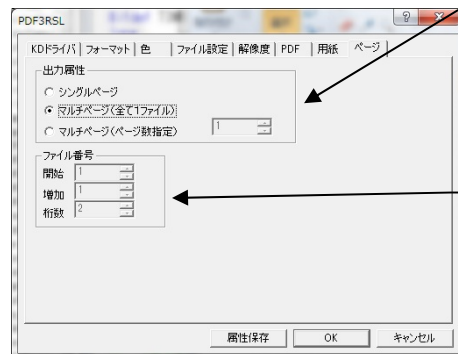 PDF3RSL
KDドライバ フォーマット 色 ファイル設定 解像度 PDF 用紙 ページ
出力属性
シングルページ
マルチページ(全て1ファイル)
マルチページ(ページ数指定) 1
ファイル番号
開始 1
増加 1
桁数 2
属性保存 OK キャンセル